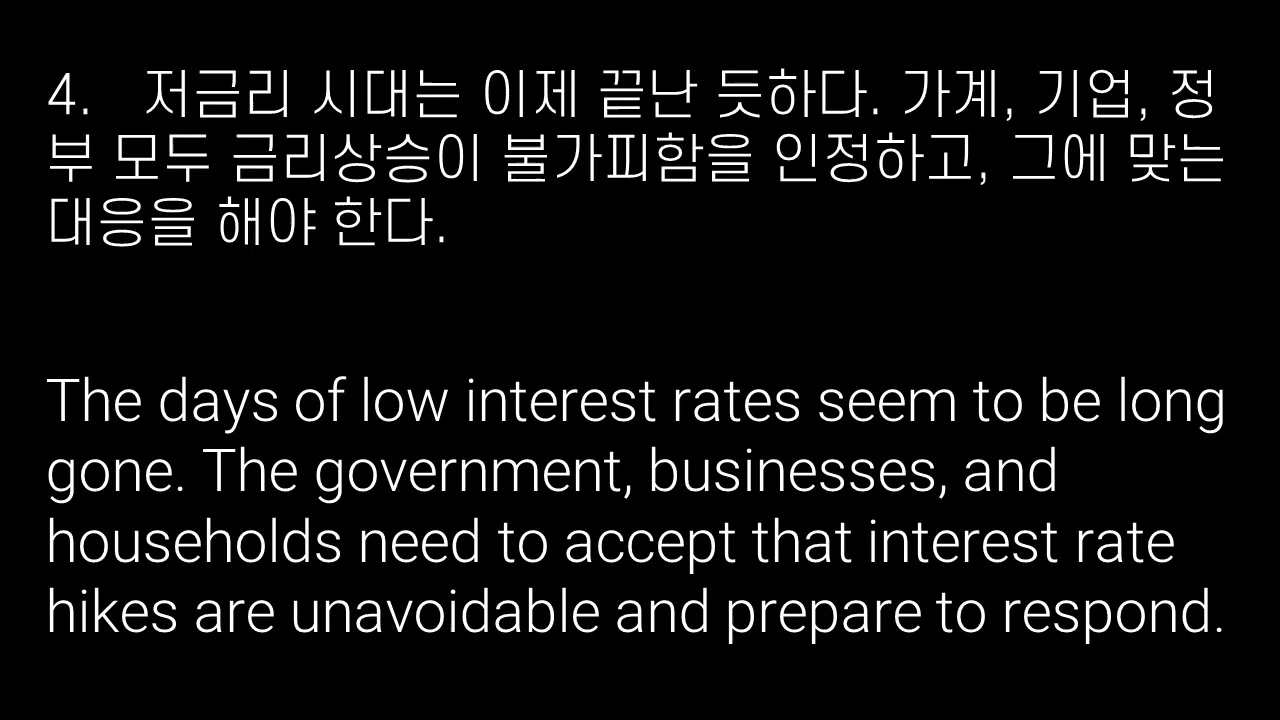 4. 저금리 시대는 이제 끝난 듯하다. 가계, 기업, 정
부 모두 금리상승이 불가피함을 인정하고, 그에 맞는
대응을 해야 한다.
The days of low interest rates seem to be long
gone. The government, businesses, and
households need to accept that interest rate
hikes are unavoidable and prepare to respond.